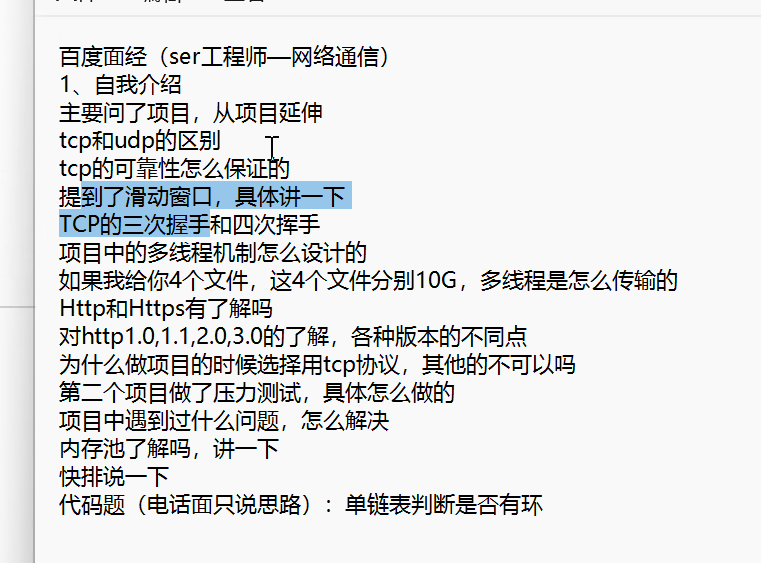 百度面经（ser工程师—网络通信）
1、自我介绍
主要问了项目，从项目延伸
tcp和udp的区别
tcp的可靠性怎么保证的
提到了滑动窗口，具体讲一下
TCP的三次握手和四次挥手
项目中的多线程机制怎么设计的
如果我给你4个文件，这4个文件分别10G，多线程是怎么传输的
Http和Https有了解吗
对http1.0,1.1,2.0,3.0的了解，各种版本的不同点
为什么做项目的时候选择用tcp协议，其他的不可以吗
第二个项目做了压力测试，具体怎么做的
项目中遇到过什么问题，怎么解决
内存池了解吗，讲一下
快排说一下
代码题（电话面只说思路）：单链表判断是否有环